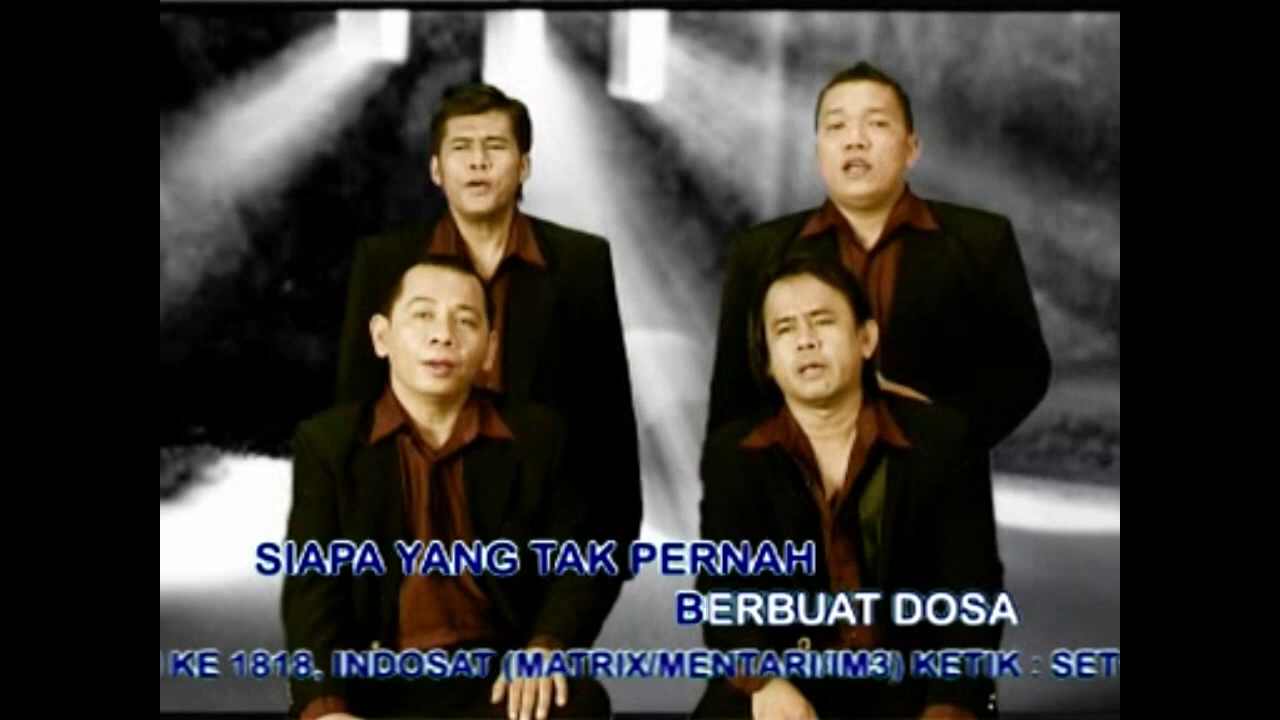 SIAPA YANG TAK PERNAH
BERBUAT DOSA
KE 1818, INDOSAT (MATRIX/MENTARI/IM3) KETIK : SET